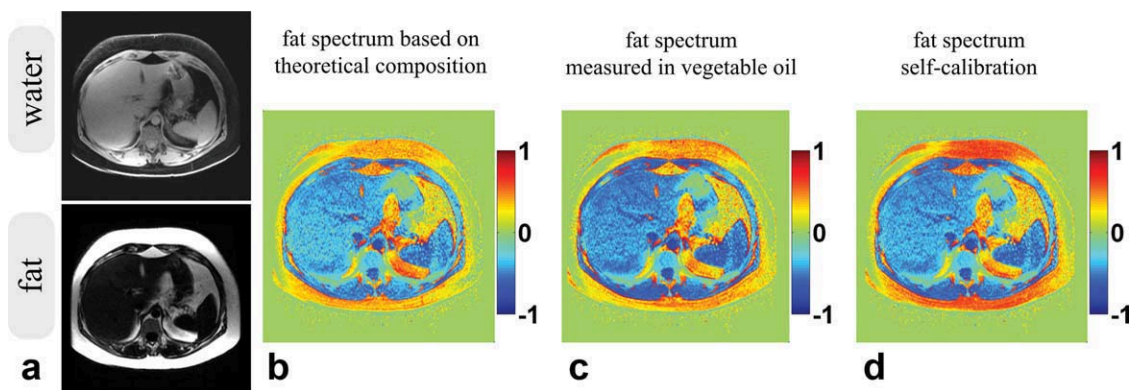 water
fat
a
fat spectrum based on
theoretical composition
1
0
-1
b
fat spectrum
measured in vegetable oil
1
0
-1
c
fat spectrum
self-calibration
1
0
-1
d